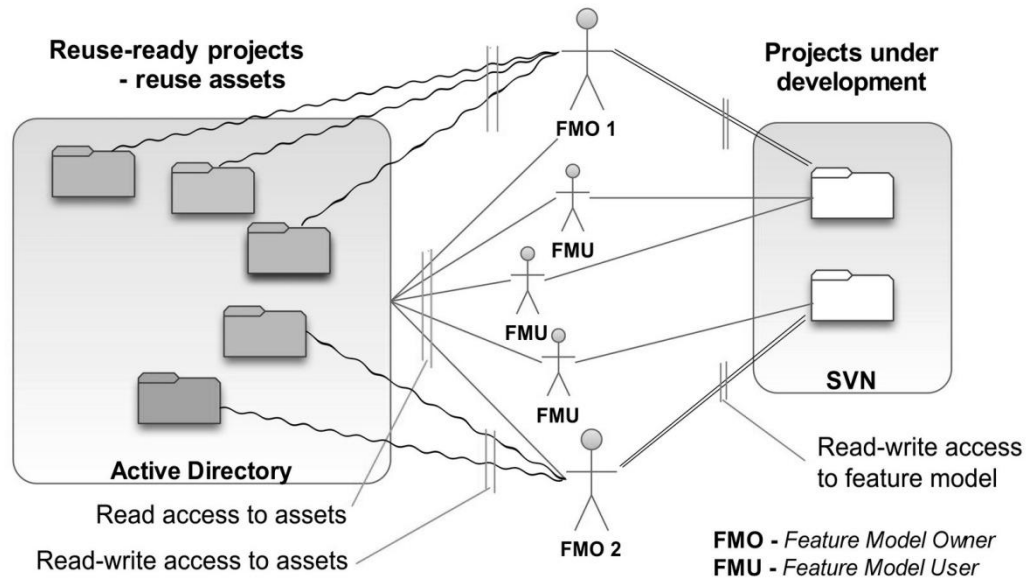 Reuse-ready projects
- reuse assets
Projects under
development
FMO 1
FMU
FMU
FMU
FMO 2
Active Directory
SVN
Read access to assets
Read-write access to assets
Read-write access
to feature model
FMO - Feature Model Owner
FMU - Feature Model User